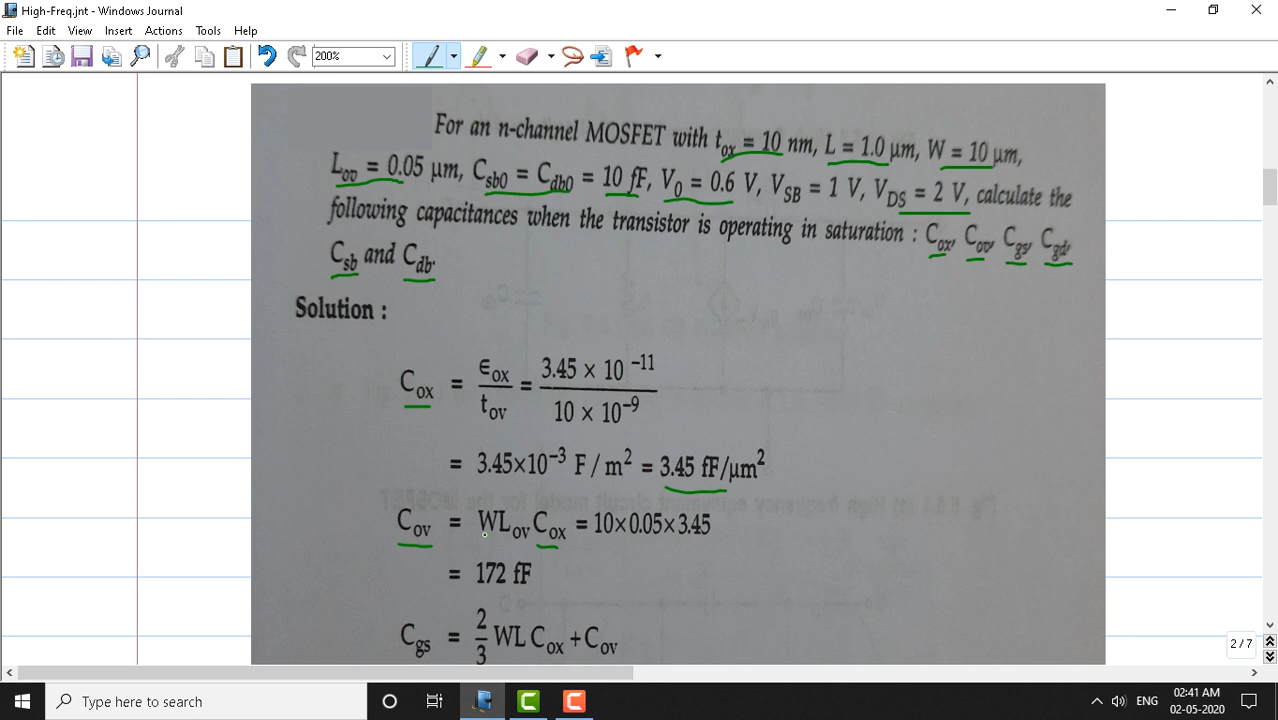 High-Freq.jnt - Windows Journal
File Edit View Insert Actions Tools Help
200%
For an n-channel MOSFET with tox = 10 nm, L = 1.0 μm, W = 10 μm,
Lov = 0.05 μm, Csb0 = Cdb0 = 10 fF, V0 = 0.6 V, VSB = 1 V, VDS = 2 V, calculate the
following capacitances when the transistor is operating in saturation : Cox, Cov, Cgs, Cgd,
Csb and Cdb.
Solution :
Cox = ϵox / tov = 3.45 × 10^−11 / 10 × 10^−9
= 3.45×10^−3 F / m^2 = 3.45 fF/μm^2
Cov = WLov Cox = 10×0.05×3.45
= 172 fF
Cgs = 2/3 WL Cox + Cov
2 / 7
Type here to search
ENG
02:41 AM
02-05-2020